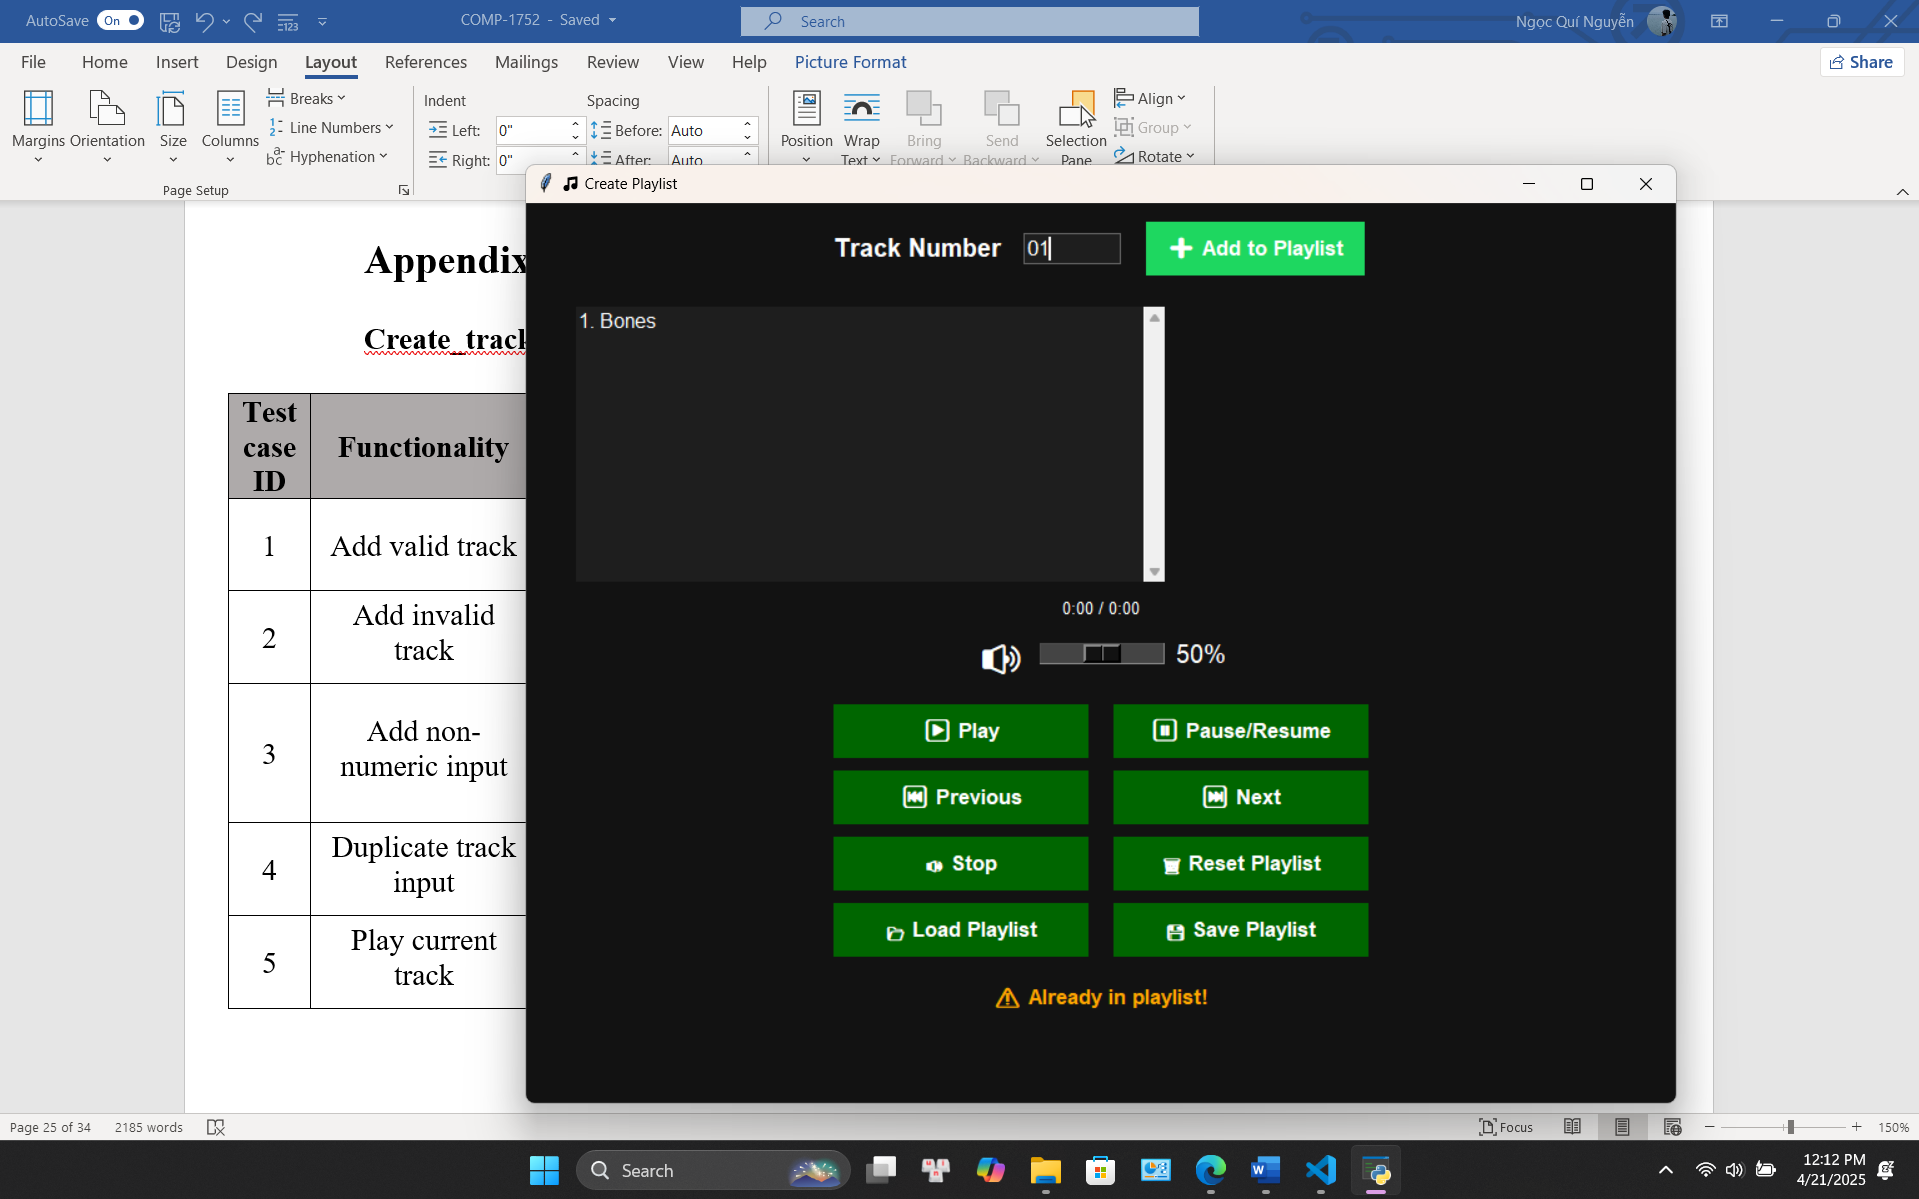 AutoSave On COMP-1752 - Saved Search Ngọc Quí Nguyễn
File Home Insert Design Layout References Mailings Review View Help Picture Format Share
Margins Orientation Size Columns
Breaks
Line Numbers
Hyphenation
Page Setup
Indent Spacing
Left: 0" Before: Auto
Right: 0" After: Auto
Position Wrap Text Bring Forward Send Backward Selection Pane
Align
Group
Rotate
Create Playlist
Track Number 01 Add to Playlist
1. Bones
0:00 / 0:00
50%
Play Pause/Resume
Previous Next
Stop Reset Playlist
Load Playlist Save Playlist
⚠ Already in playlist!
Appendix
Create_track
Test case ID Functionality
1 Add valid track
2 Add invalid track
3 Add non-numeric input
4 Duplicate track input
5 Play current track
Page 25 of 34 2185 words Focus 150%
Search
12:12 PM
4/21/2025